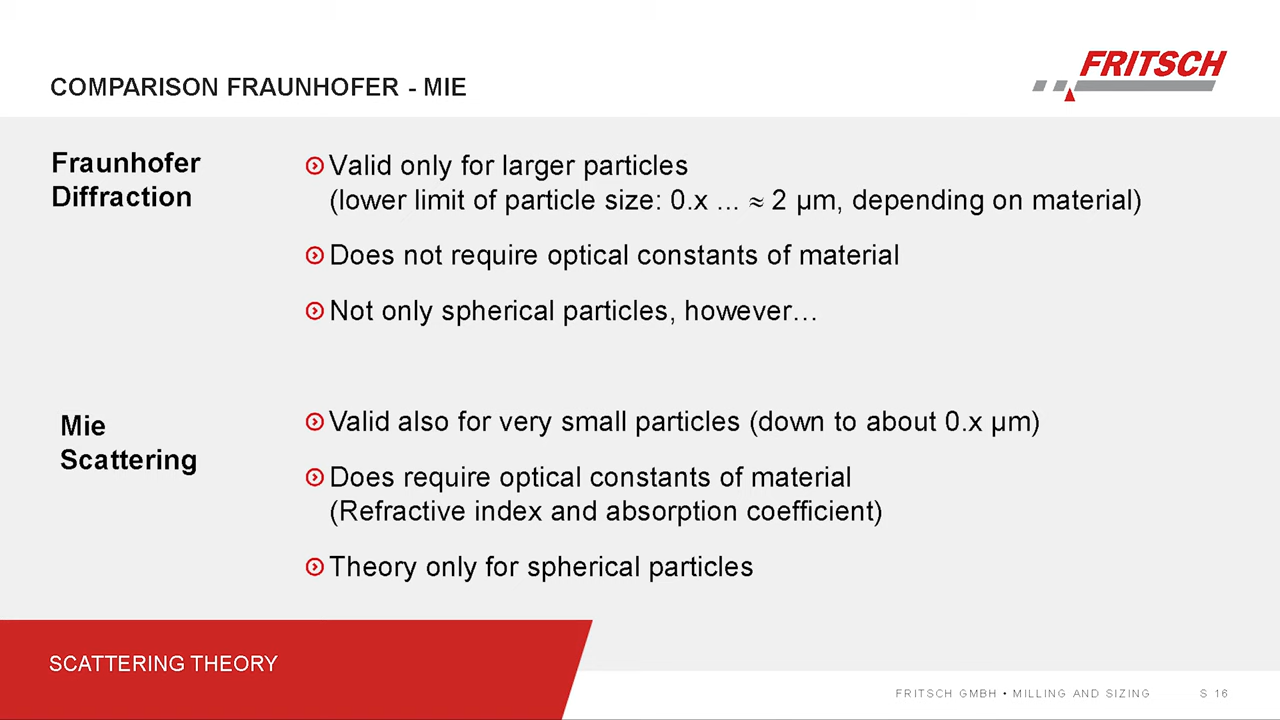 FRITSCH
COMPARISON FRAUNHOFER - MIE
Fraunhofer
Diffraction
Valid only for larger particles
(lower limit of particle size: 0.x ... ≈ 2 µm, depending on material)
Does not require optical constants of material
Not only spherical particles, however…
Mie
Scattering
Valid also for very small particles (down to about 0.x µm)
Does require optical constants of material
(Refractive index and absorption coefficient)
Theory only for spherical particles
SCATTERING THEORY
FRITSCH GMBH • MILLING AND SIZING S 16